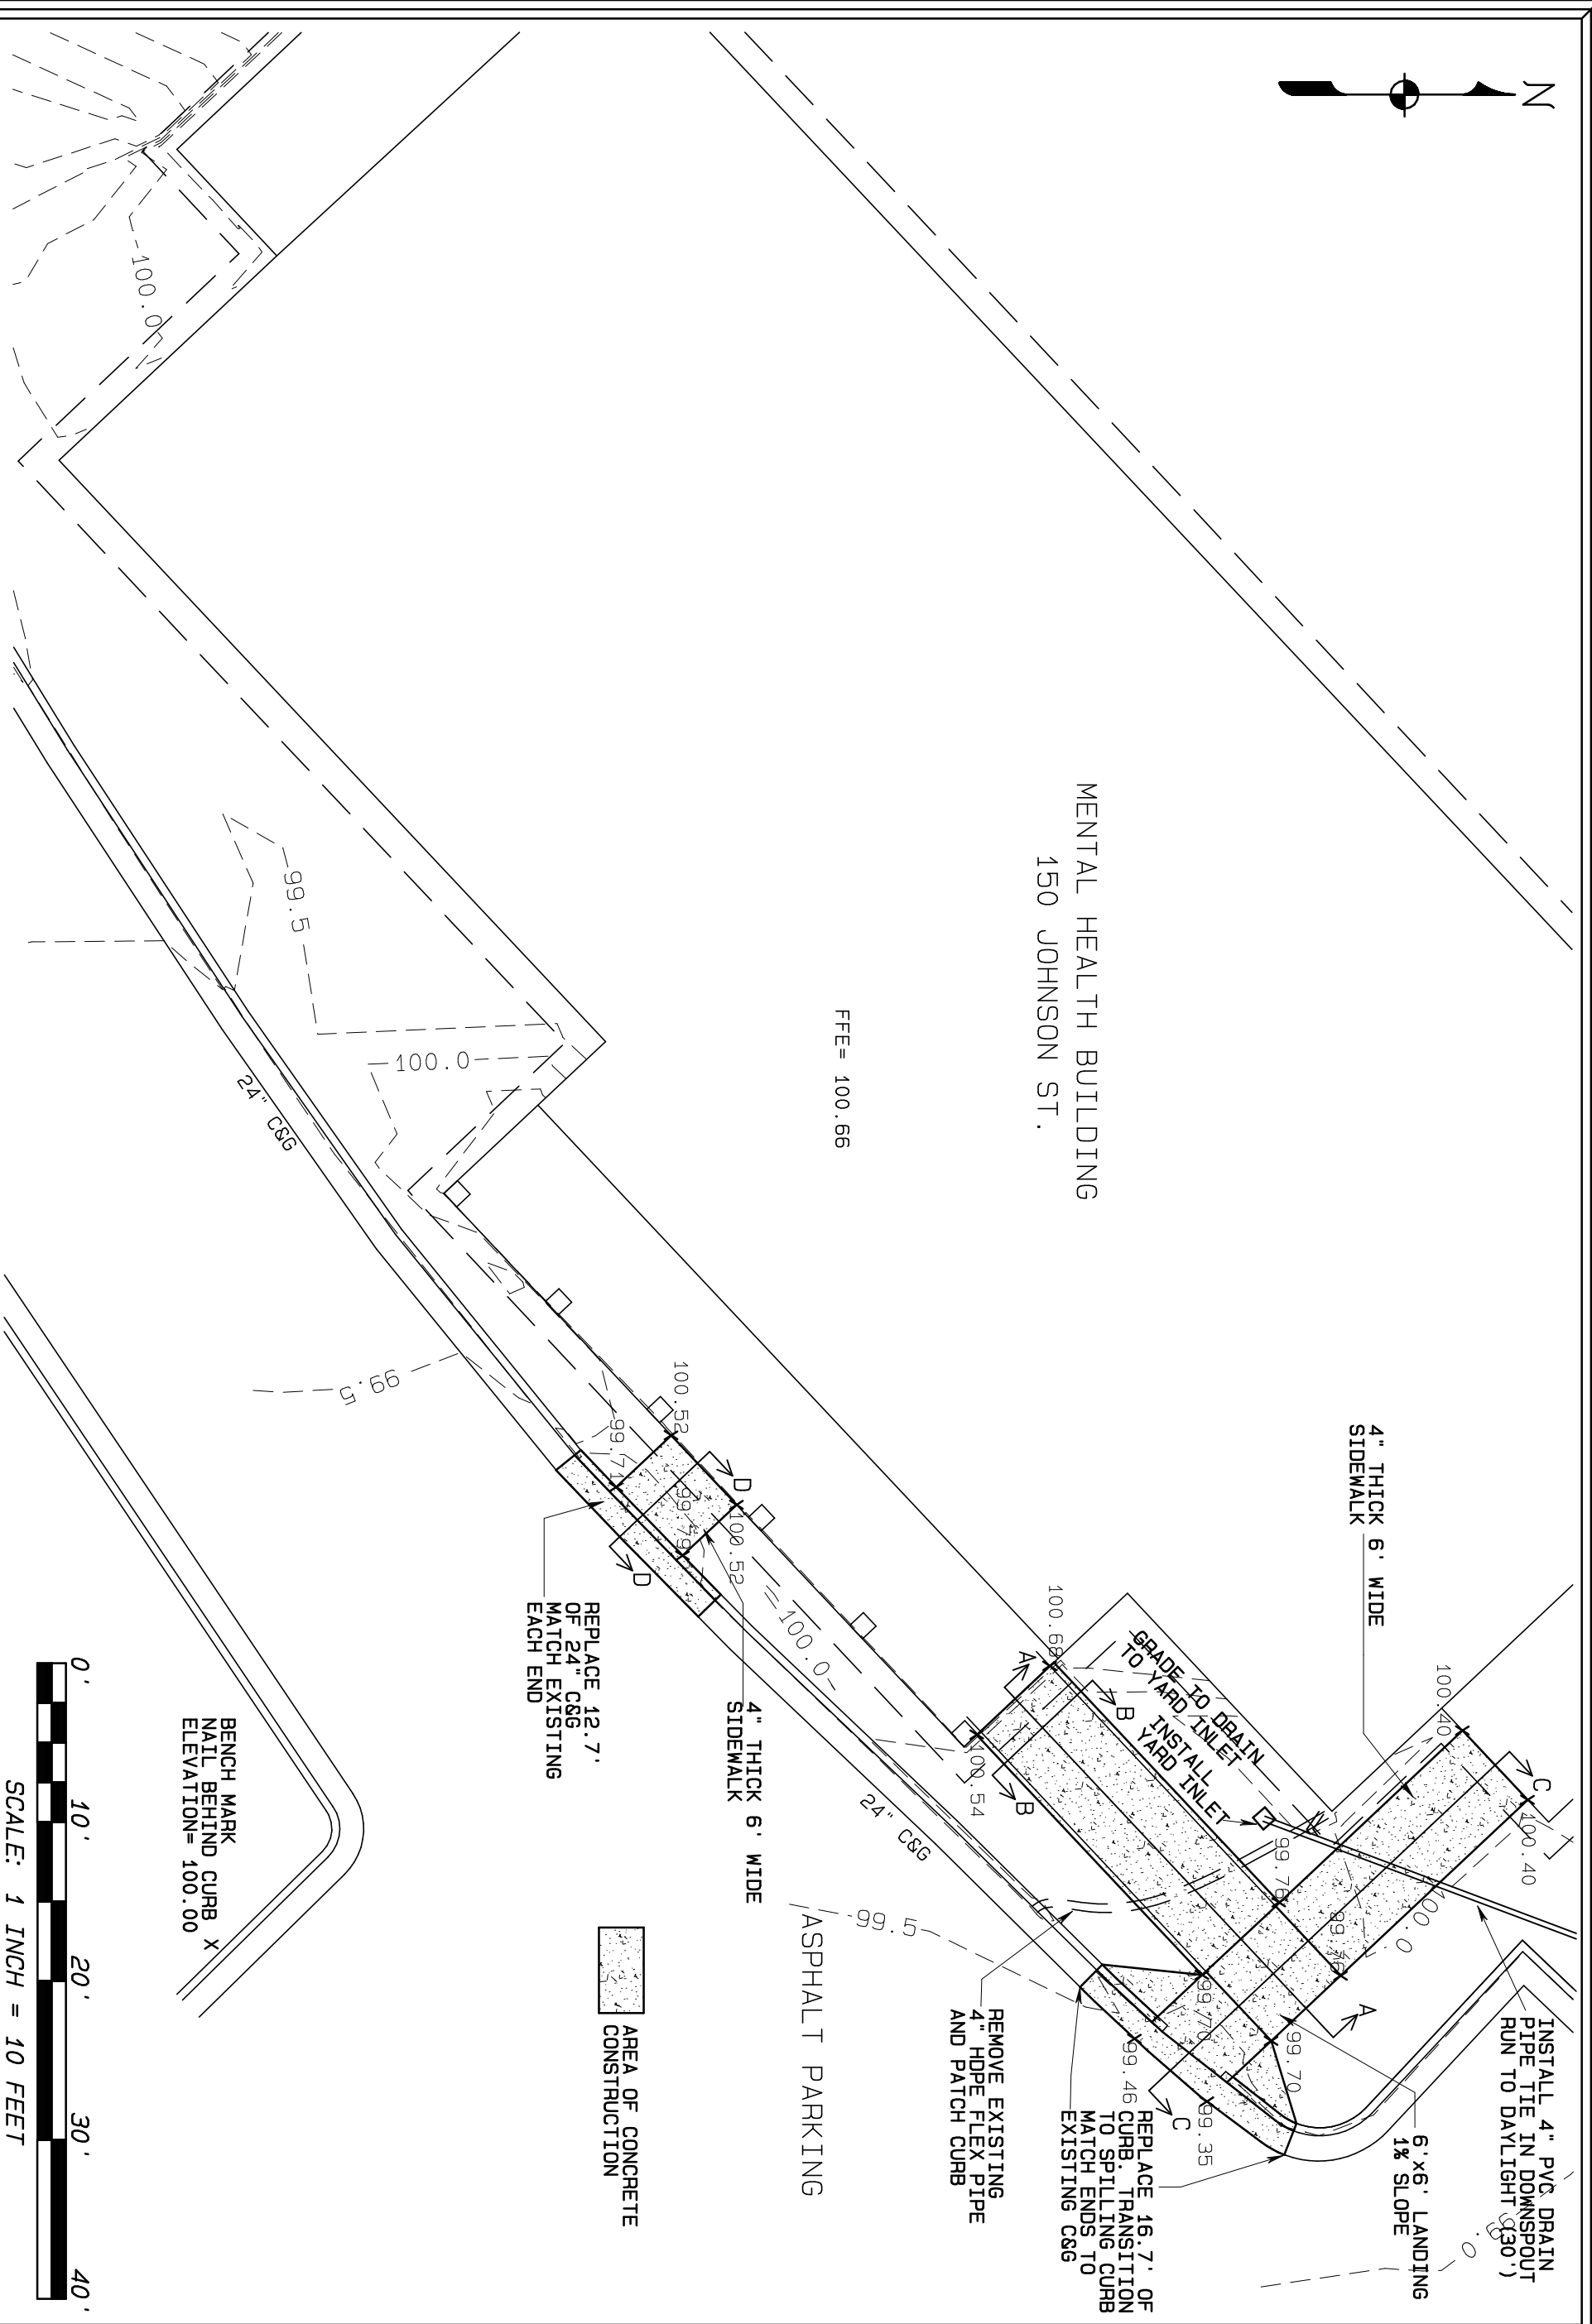 N
INSTALL 4" PVC DRAIN
PIPE TIE IN DOWNSPOUT
RUN TO DAYLIGHT (30')
99.0
6'x6' LANDING
1% SLOPE
4" THICK 6' WIDE
SIDEWALK
100.40
C
100.40
100.0
99.76
99.76
GRADE TO DRAIN
TO YARD INLET
INSTALL
YARD INLET
A
99.70
99.70
99.35
99.46
C
REPLACE 16.7' OF
CURB. TRANSITION
TO SPILLING CURB
MATCH ENDS TO
EXISTING C&G
MENTAL HEALTH BUILDING
150 JOHNSON ST.
100.68
A
B
B
100.54
REMOVE EXISTING
4" HDPE FLEX PIPE
AND PATCH CURB
99.5
24" C&G
FFE= 100.66
ASPHALT PARKING
100.0
4" THICK 6' WIDE
SIDEWALK
100.52
D
100.52
99.71
99.79
D
REPLACE 12.7'
OF 24" C&G
MATCH EXISTING
EACH END
AREA OF CONCRETE
CONSTRUCTION
100.0
100.0
99.5
24" C&G
99.5
BENCH MARK
NAIL BEHIND CURB X
ELEVATION= 100.00
0' 10' 20' 30' 40'
SCALE: 1 INCH = 10 FEET